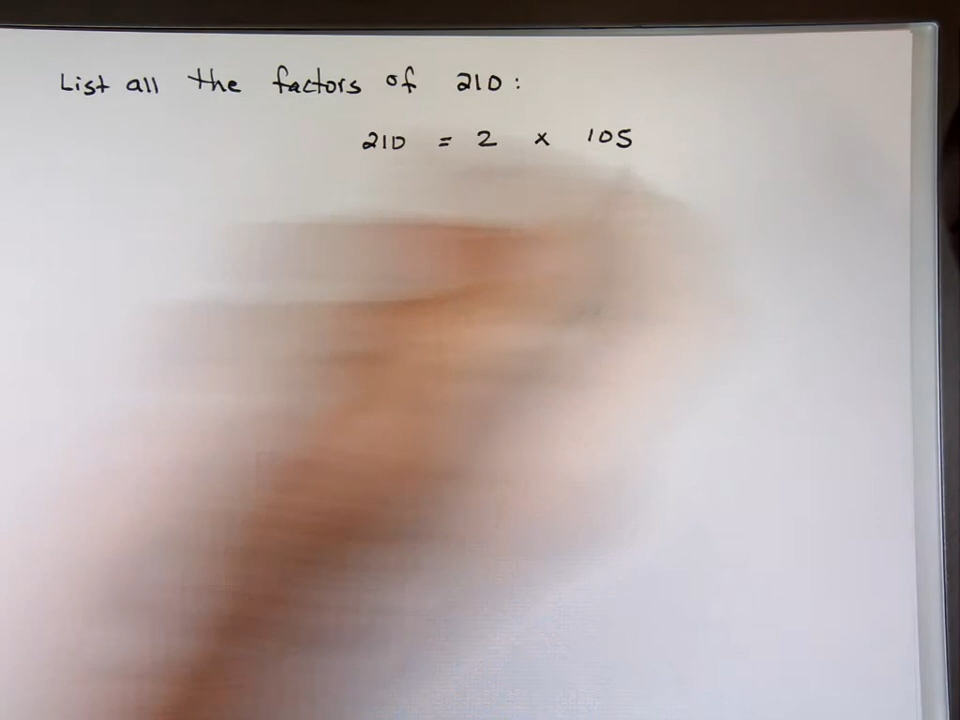 List all the factors of 210:
210 = 2 x 105